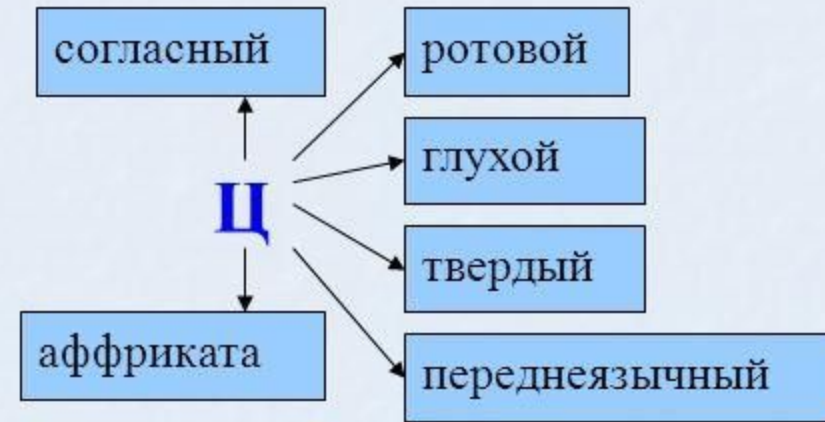 согласный
ротовой
глухой
Ц
твердый
аффриката
переднеязычный